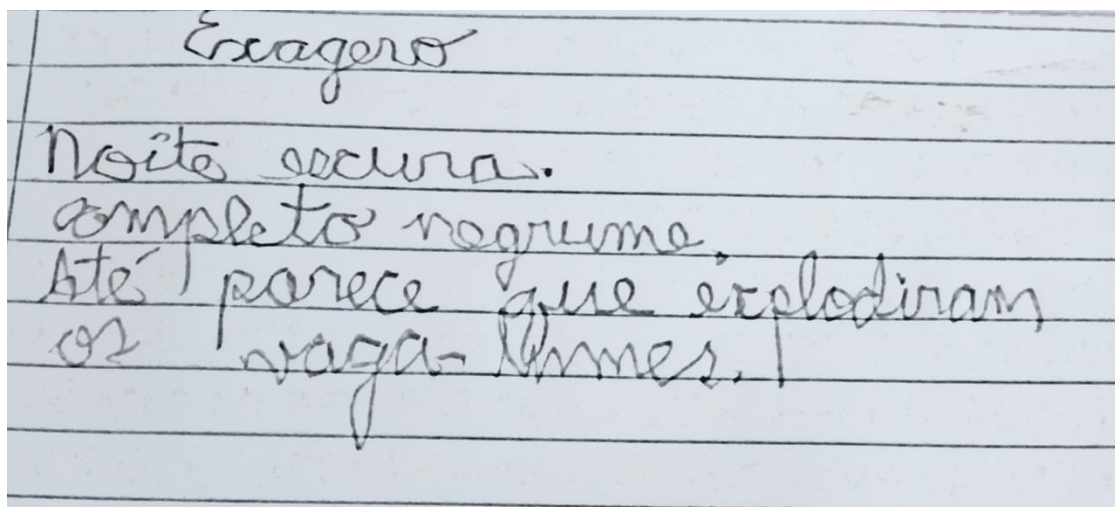 Exagero
Noite escura.
completo negrume.
Até parece que explodiram
os vaga-lumes.